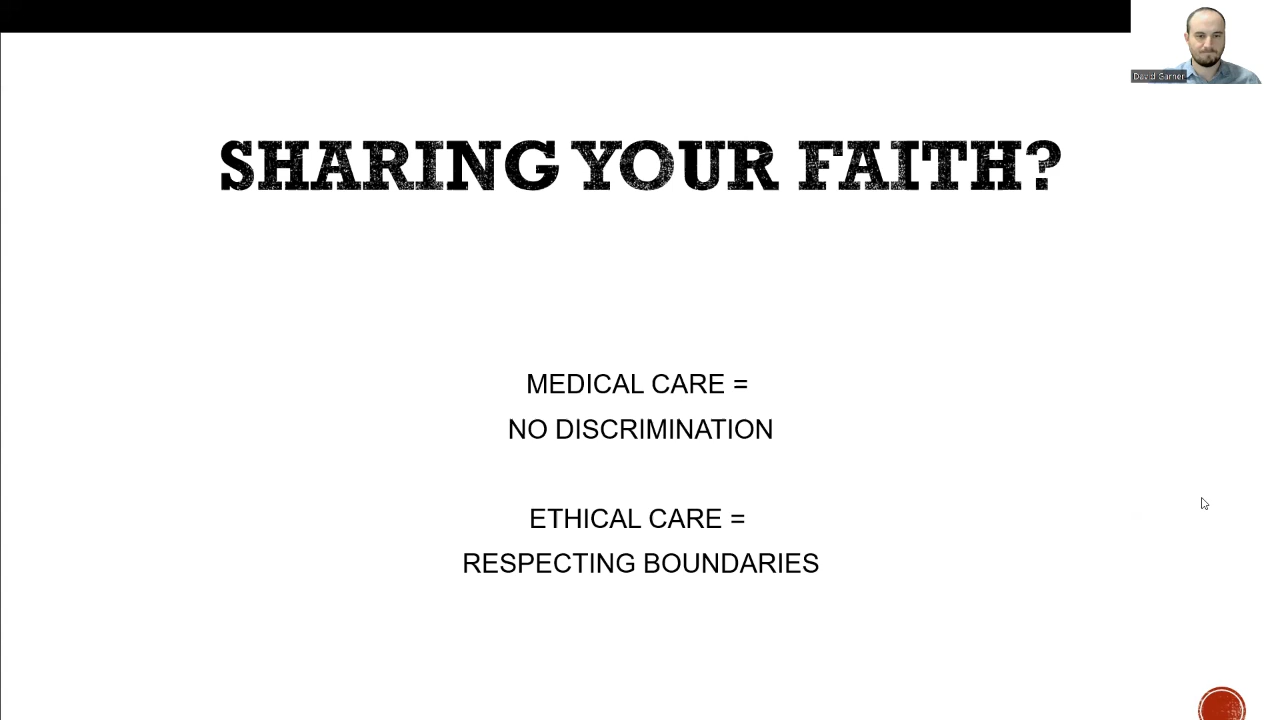 David Garner
SHARING YOUR FAITH?
MEDICAL CARE =
NO DISCRIMINATION
ETHICAL CARE =
RESPECTING BOUNDARIES